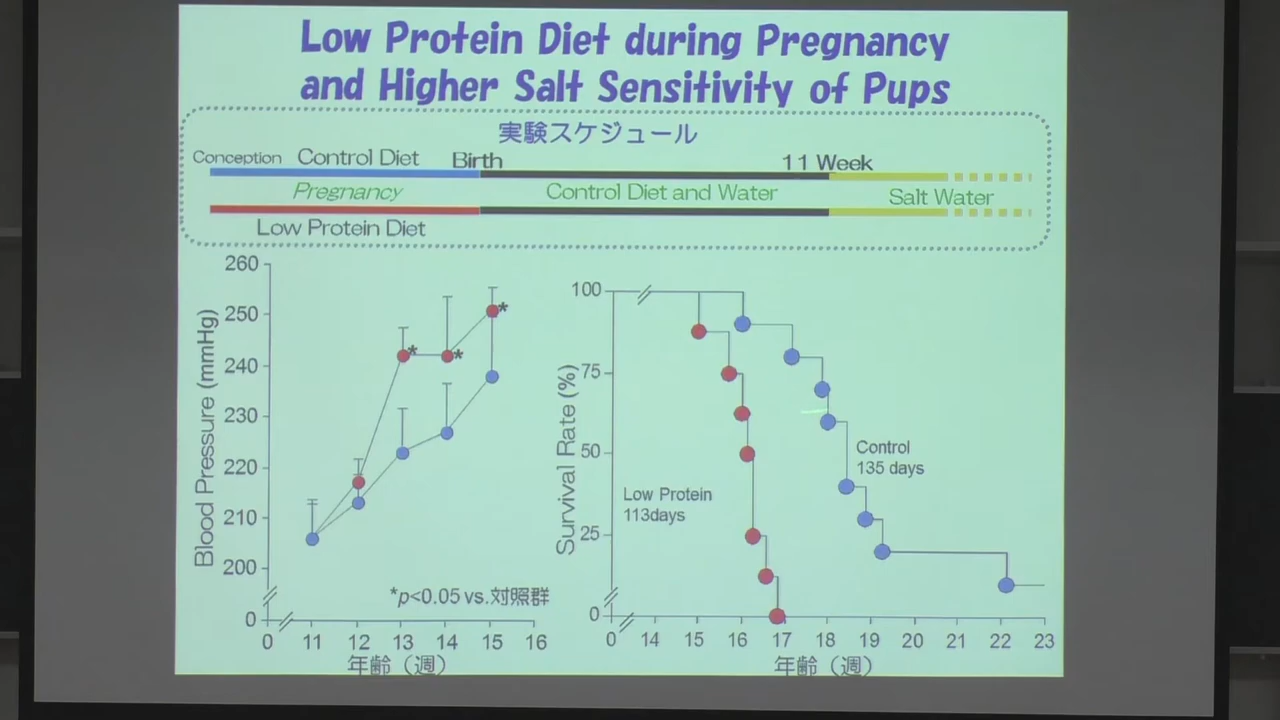 Low Protein Diet during Pregnancy
and Higher Salt Sensitivity of Pups
実験スケジュール
Conception Control Diet Birth 11 Week
Pregnancy Control Diet and Water Salt Water
Low Protein Diet
Blood Pressure (mmHg)
260
250
240
230
220
210
200
0
* * *
*p<0.05 vs.対照群
0 11 12 13 14 15 16
年齢（週）
Survival Rate (%)
100
75
50
25
0
Control
135 days
Low Protein
113days
0 14 15 16 17 18 19 20 21 22 23
年齢（週）